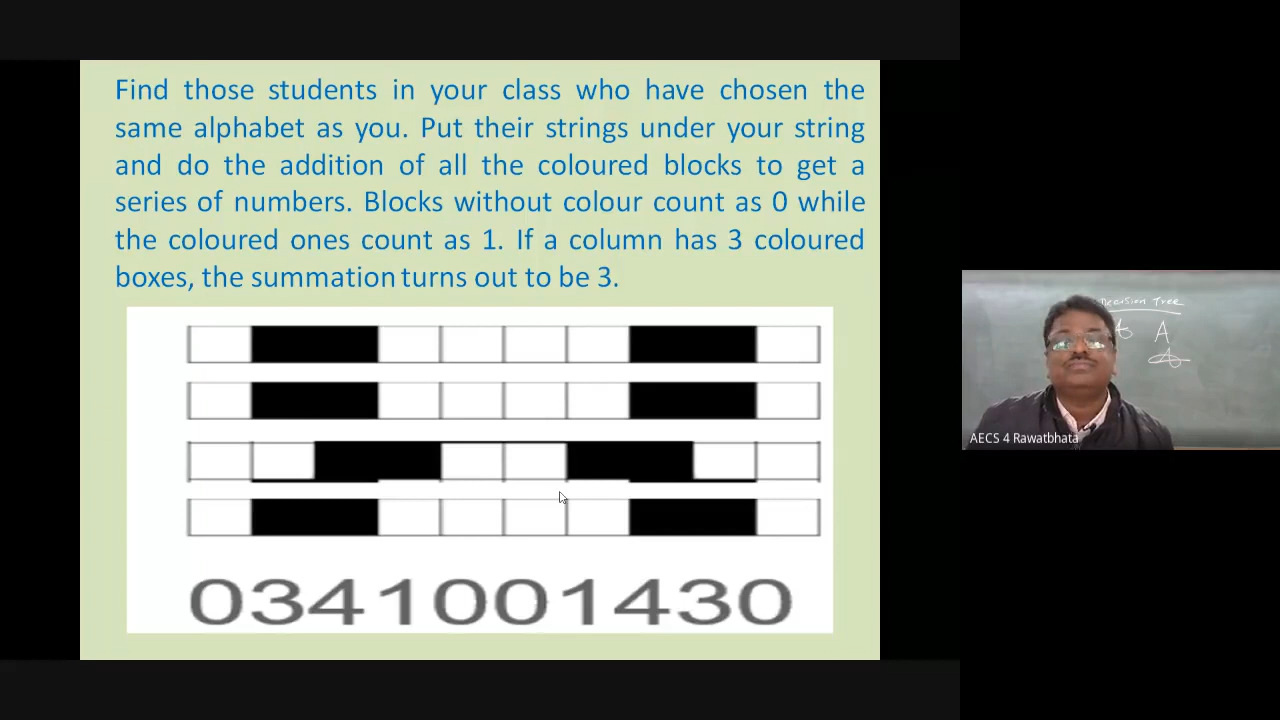 Find those students in your class who have chosen the
same alphabet as you. Put their strings under your string
and do the addition of all the coloured blocks to get a
series of numbers. Blocks without colour count as 0 while
the coloured ones count as 1. If a column has 3 coloured
boxes, the summation turns out to be 3.
0341001430
Decision Tree
A
AECS 4 Rawatbhata